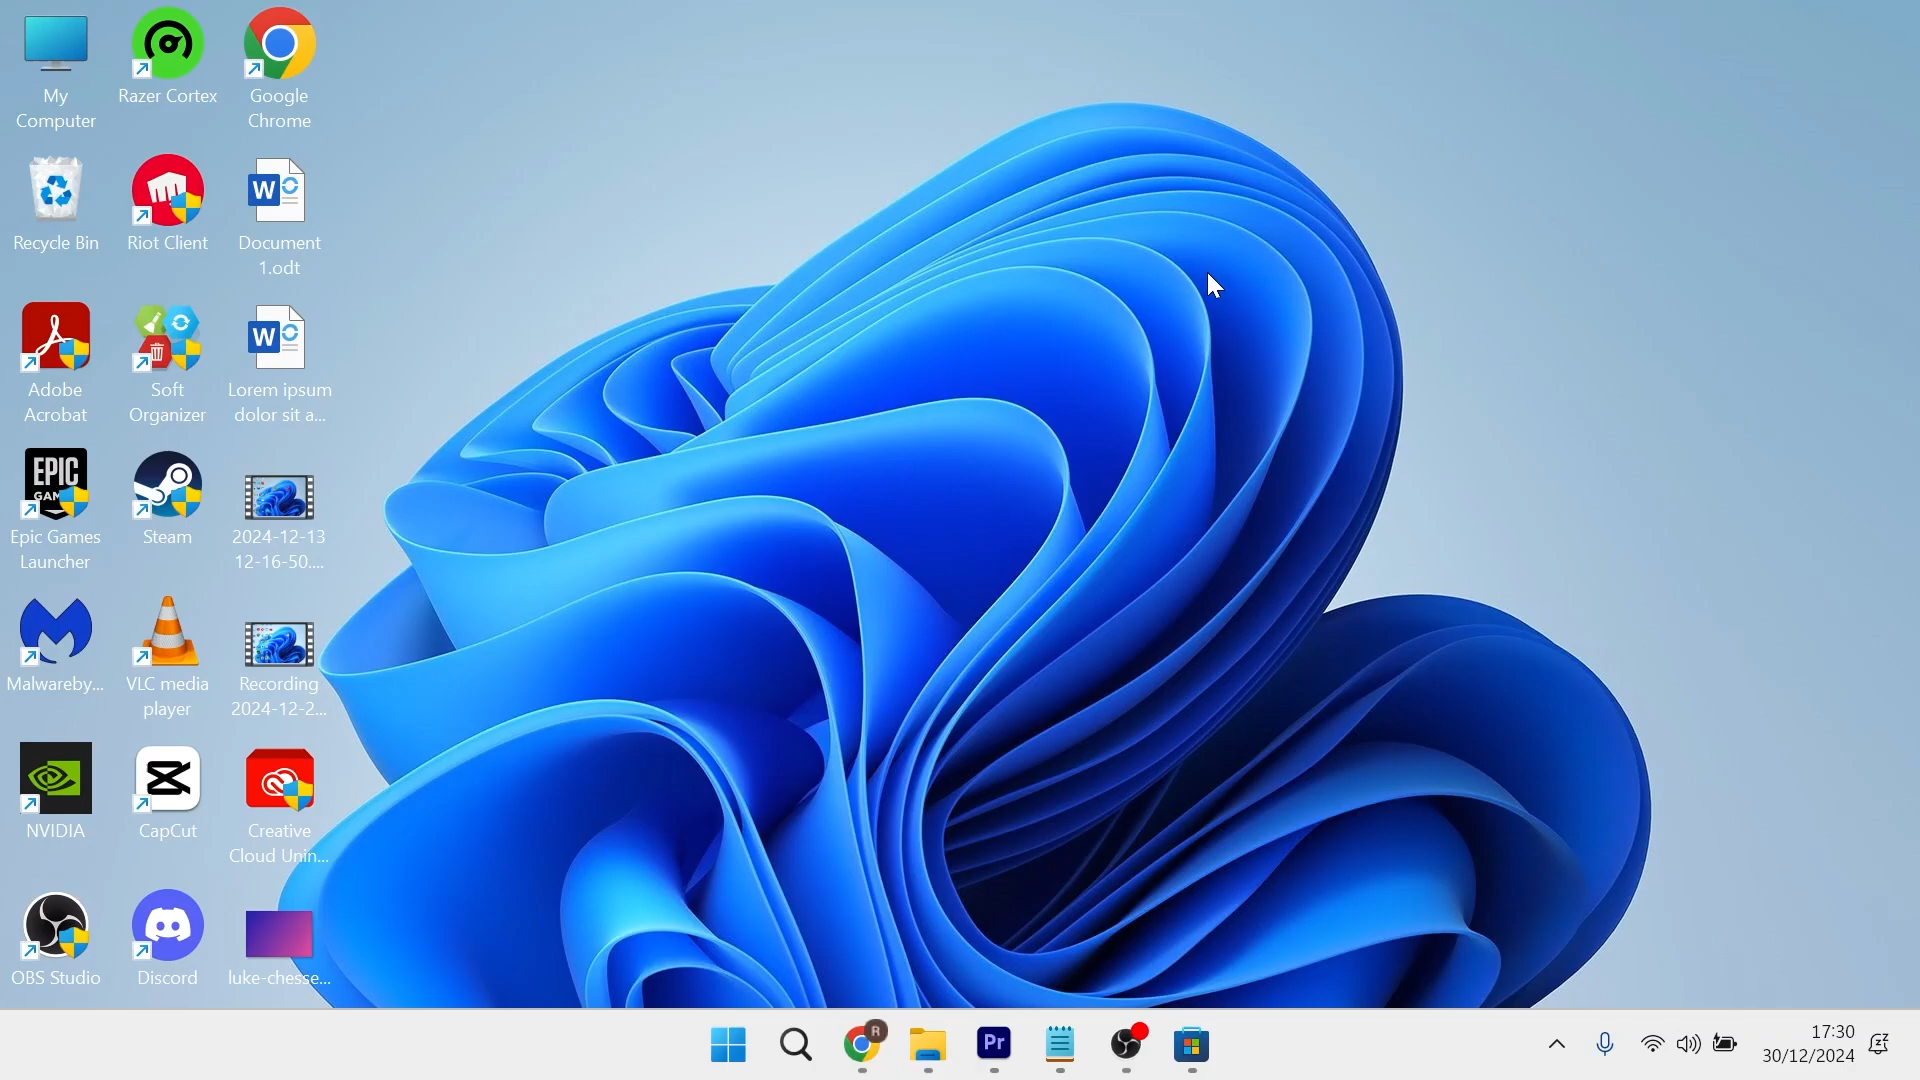 My
Computer
Razer Cortex
Google
Chrome
Recycle Bin
Riot Client
W
Document
1.odt
Adobe
Acrobat
Soft
Organizer
W
Lorem ipsum
dolor sit a...
EPIC
GAM
Epic Games
Launcher
Steam
2024-12-13
12-16-50....
Malwareby...
VLC media
player
Recording
2024-12-2...
NVIDIA
CapCut
Creative
Cloud Unin...
OBS Studio
Discord
luke-chesse...
R
Pr
17:30
30/12/2024